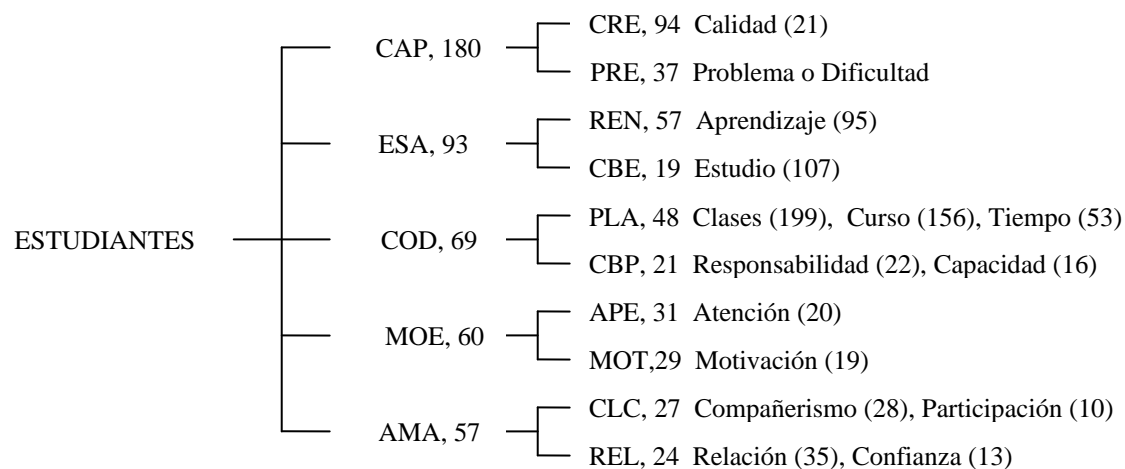 CRE, 94 Calidad (21)
CAP, 180
PRE, 37 Problema o Dificultad
REN, 57 Aprendizaje (95)
ESA, 93
CBE, 19 Estudio (107)
PLA, 48 Clases (199), Curso (156), Tiempo (53)
ESTUDIANTES
COD, 69
CBP, 21 Responsabilidad (22), Capacidad (16)
APE, 31 Atención (20)
MOE, 60
MOT,29 Motivación (19)
CLC, 27 Compañerismo (28), Participación (10)
AMA, 57
REL, 24 Relación (35), Confianza (13)